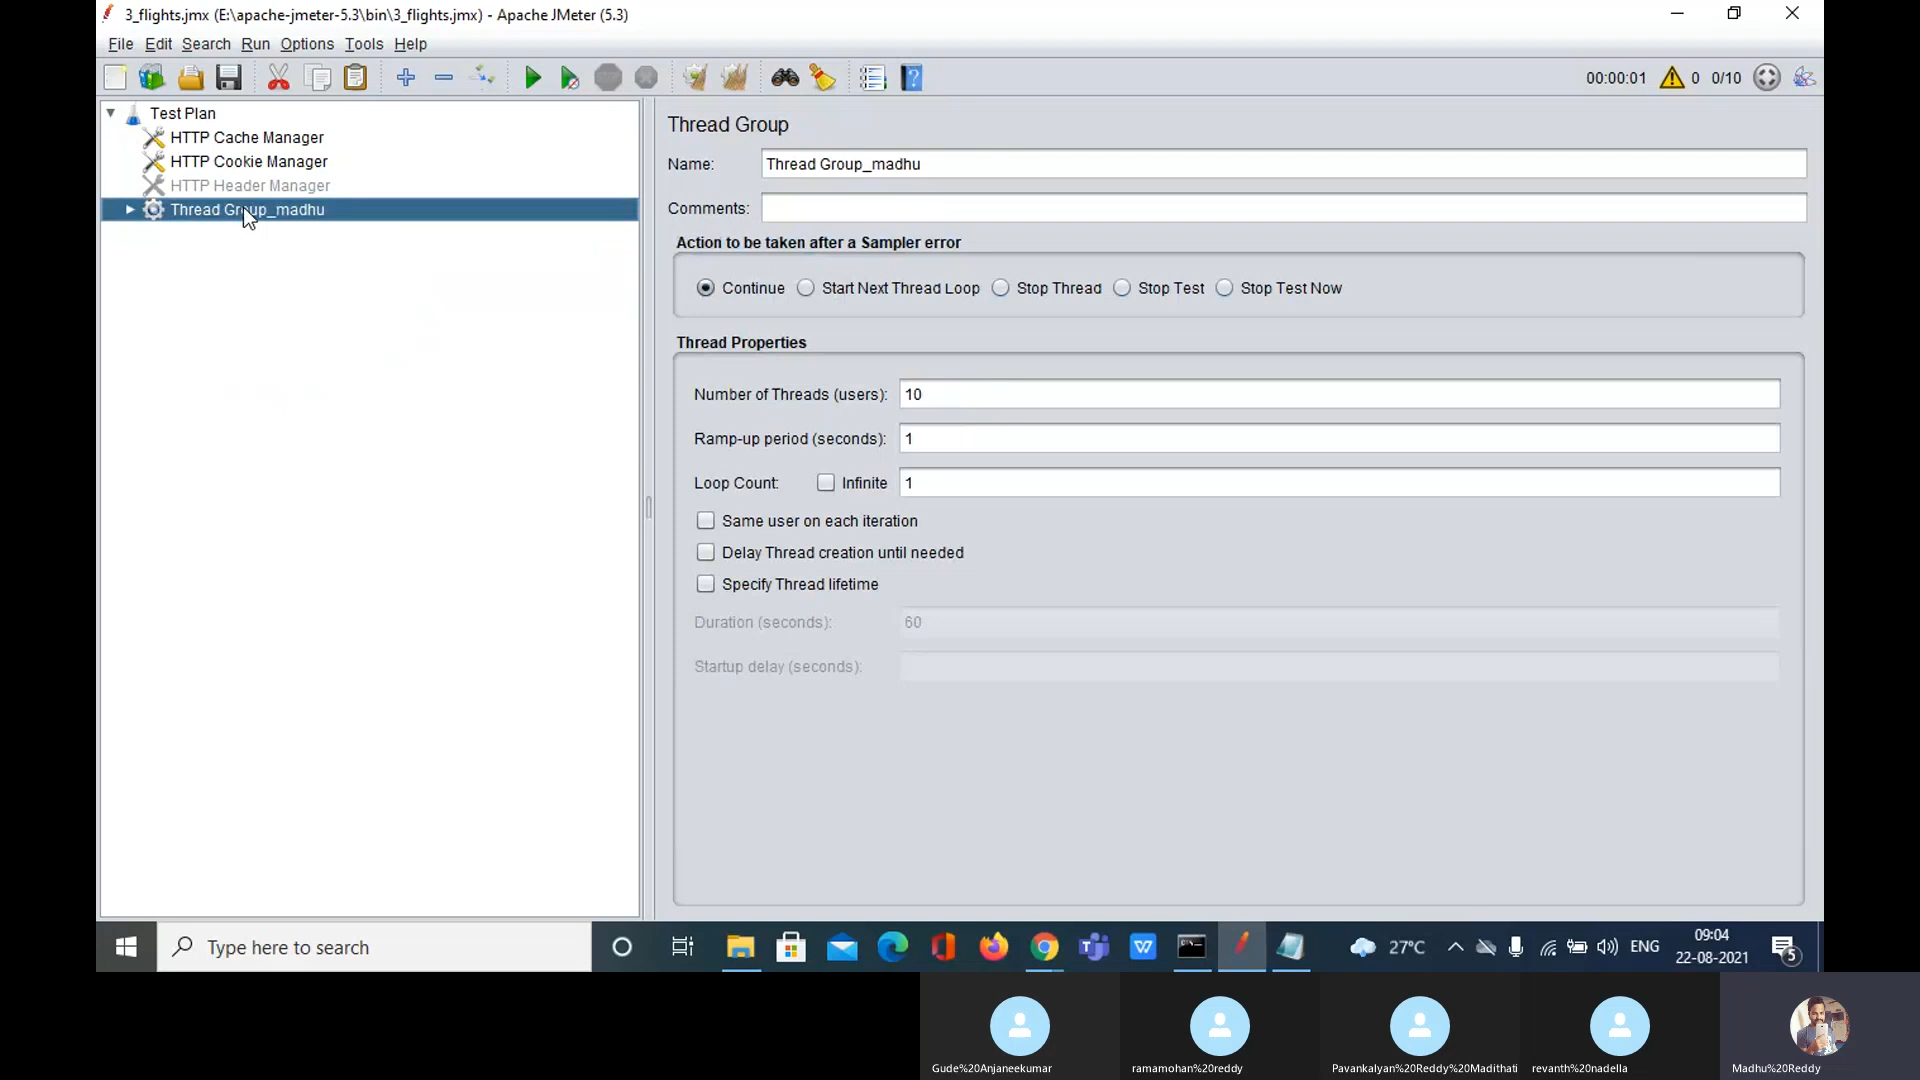 3_flights.jmx (E:\apache-jmeter-5.3\bin\3_flights.jmx) - Apache JMeter (5.3)
File Edit Search Run Options Tools Help
00:00:01 0 0/10
Test Plan
HTTP Cache Manager
HTTP Cookie Manager
HTTP Header Manager
Thread Group_madhu
Thread Group
Name: Thread Group_madhu
Comments:
Action to be taken after a Sampler error
Continue Start Next Thread Loop Stop Thread Stop Test Stop Test Now
Thread Properties
Number of Threads (users): 10
Ramp-up period (seconds): 1
Loop Count: Infinite 1
Same user on each iteration
Delay Thread creation until needed
Specify Thread lifetime
Duration (seconds): 60
Startup delay (seconds):
Type here to search
27°C ENG
09:04
22-08-2021
5
Gude%20Anjaneekumar
ramamohan%20reddy
Pavankalyan%20Reddy%20Madithati
revanth%20nadella
Madhu%20Reddy